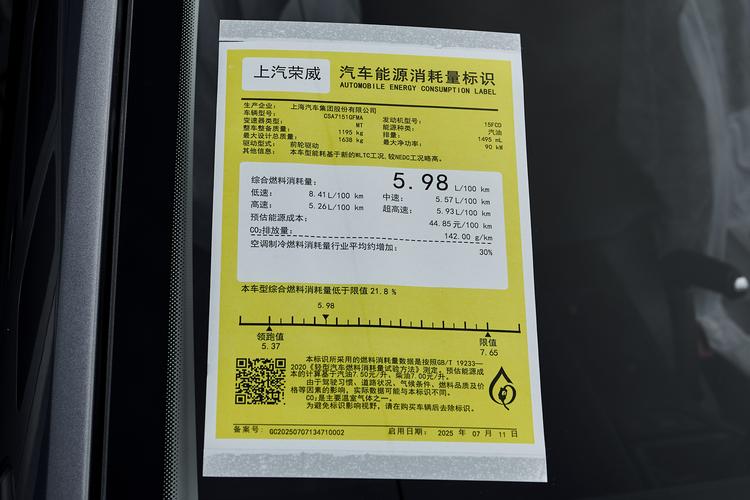 上汽荣威
汽车能源消耗量标识
AUTOMOBILE ENERGY CONSUMPTION LABEL
生产企业: 上海汽车集团股份有限公司
车辆型号: CSA7151GFMA 发动机型号: 15FCD
变速器类型: MT 能源种类: 汽油
整车整备质量: 1195 kg 排量: 1495 mL
最大设计总质量: 1638 kg 最大净功率: 90 kW
驱动型式: 前轮驱动
其他信息: 本车型能耗基于新的WLTC工况, 较NEDC工况略高。
综合燃料消耗量: 5.98 L/100 km
低速: 8.41L/100 km 中速: 5.57L/100 km
高速: 5.26L/100 km 超高速: 5.93L/100 km
预估能源成本: 44.85元/100 km
CO₂排放量: 142.00 g/km
空调制冷燃料消耗量行业平均约增加: 30%
本车型综合燃料消耗量低于限值 21.8 %
5.98
领跑值 限值
5.37 7.65
本标识所采用的燃料消耗量数据是按照GB/T 19233—
2020《轻型汽车燃料消耗量试验方法》测定，预估能源成
本的计算基于汽油7.50元/升、柴油7.00元/升。
由于驾驶习惯、道路状况、气候条件、燃料品质及价
格等因素的影响，实际数据可能与本标识不同。
CO₂是主要温室气体之一。
为避免标识影响视野，请在购买车辆后去除标识。
备案号: GC20250707134710002 启用日期: 2025 年 07 月 11 日